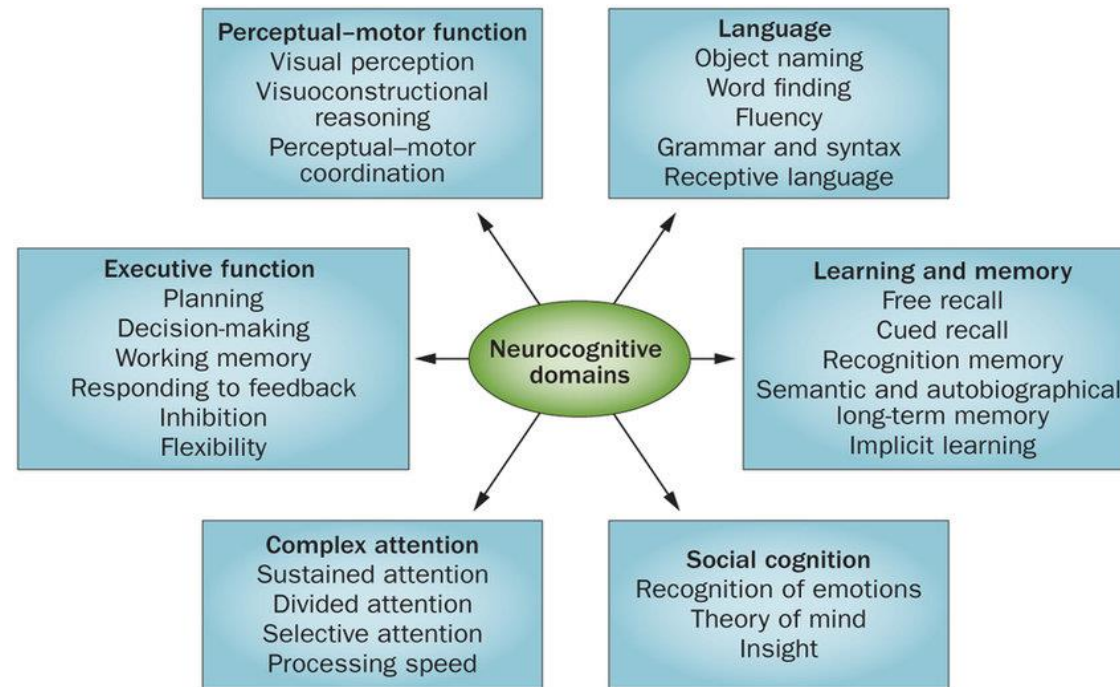 Perceptual–motor function
Visual perception
Visuoconstructional
reasoning
Perceptual–motor
coordination
Language
Object naming
Word finding
Fluency
Grammar and syntax
Receptive language
Executive function
Planning
Decision-making
Working memory
Responding to feedback
Inhibition
Flexibility
Neurocognitive
domains
Learning and memory
Free recall
Cued recall
Recognition memory
Semantic and autobiographical
long-term memory
Implicit learning
Complex attention
Sustained attention
Divided attention
Selective attention
Processing speed
Social cognition
Recognition of emotions
Theory of mind
Insight